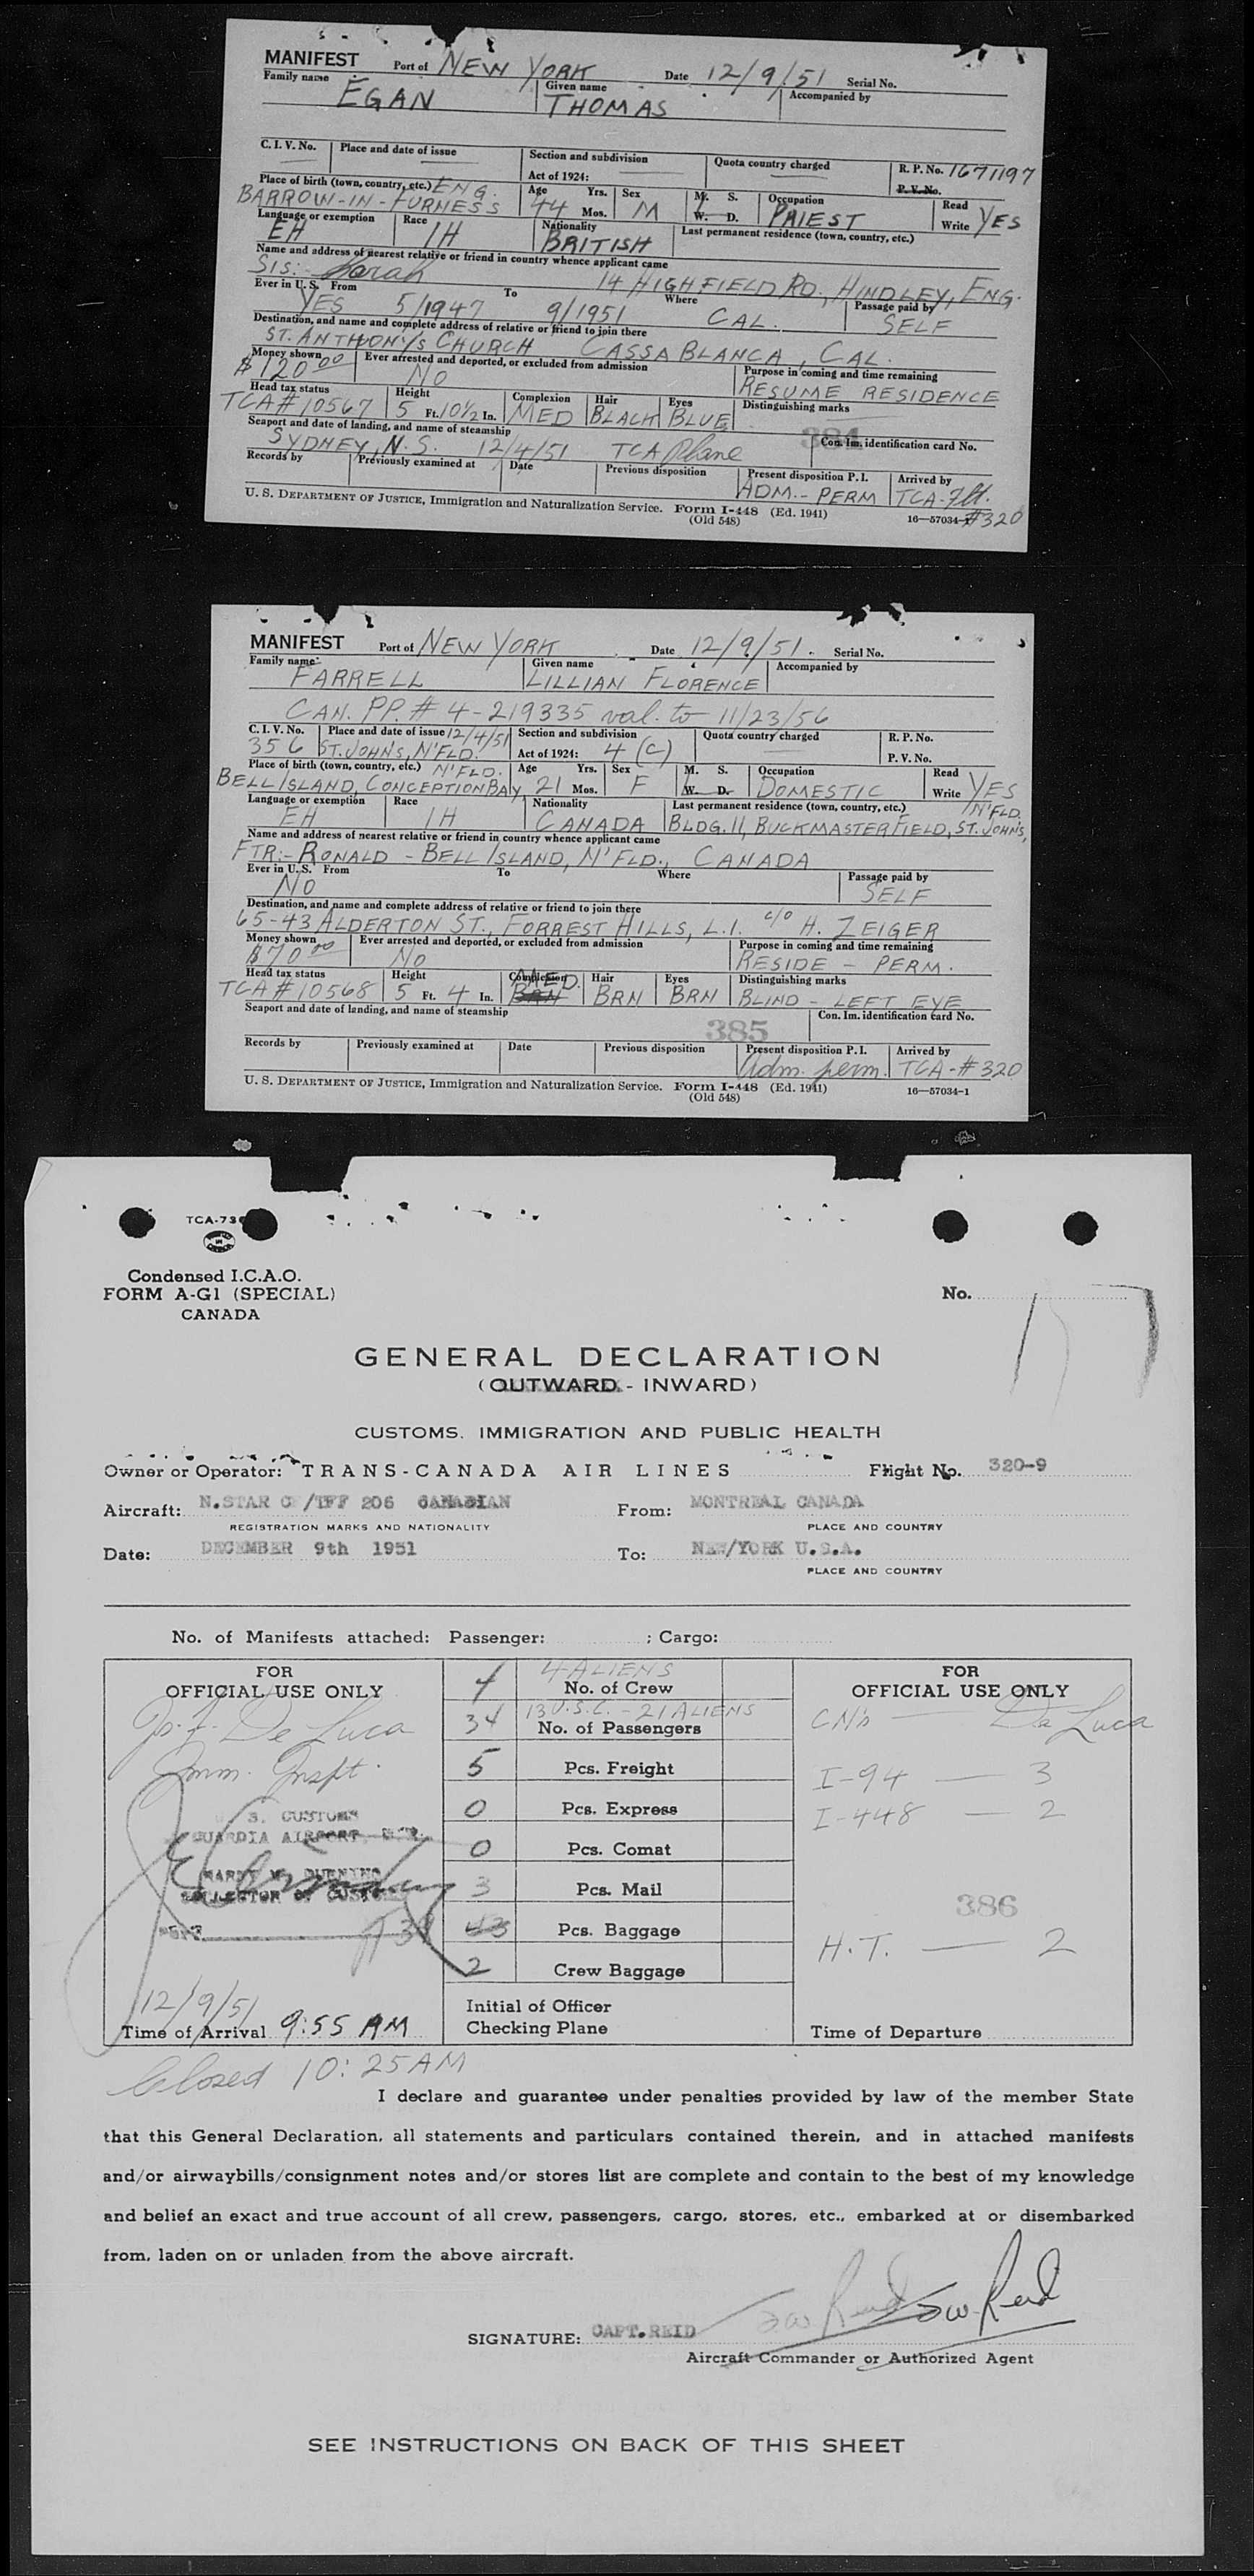 MANIFEST Port of NEW YORK Date 12/9/51 Serial No.
Family name EGAN Given name THOMAS Accompanied by
C. I. V. No. Place and date of issue Section and subdivision Act of 1924: Quota country charged R. P. No. 1671197 P. V. No.
Place of birth (town, country, etc.) ENG. BARROW-IN-FURNESS Age 44 Yrs. Mos. Sex M M. S. W. D. Occupation PRIEST Read Write YES
Language or exemption EH Race IH Nationality BRITISH Last permanent residence (town, country, etc.)
Name and address of nearest relative or friend in country whence applicant came
SIS:- Sarah 14 HIGHFIELD RD., HINDLEY, ENG.
Ever in U. S. YES From 5/1947 To 9/1951 Where CAL. Passage paid by SELF
Destination, and name and complete address of relative or friend to join there
ST. ANTHONY'S CHURCH CASSA BLANCA, CAL.
Money shown $120.00 Ever arrested and deported, or excluded from admission NO Purpose in coming and time remaining RESUME RESIDENCE
Head tax status TCA#10567 Height 5 Ft. 10½ In. Complexion MED Hair BLACK Eyes BLUE Distinguishing marks
384
Seaport and date of landing, and name of steamship SYDNEY, N.S. 12/4/51 TCA Plane Con. Im. identification card No.
Records by Previously examined at Date Previous disposition Present disposition P. I. ADM.- PERM Arrived by TCA-Flt. #320
U. S. DEPARTMENT OF JUSTICE, Immigration and Naturalization Service. Form I-448 (Ed. 1941) 16—57034-1
(Old 548)
MANIFEST Port of NEW YORK Date 12/9/51. Serial No.
Family name FARRELL Given name LILLIAN FLORENCE Accompanied by
CAN. PP. # 4-219335 val. to 11/23/56
C. I. V. No. 356 Place and date of issue 12/4/51 ST. JOHNS, N'FLD. Section and subdivision Act of 1924: 4 (C) Quota country charged R. P. No. P. V. No.
Place of birth (town, country, etc.) N'FLD. BELL ISLAND, CONCEPTION BAY, Age 21 Yrs. Mos. Sex F M. S. W. D. Occupation DOMESTIC Read Write YES
Language or exemption EH Race IH Nationality CANADA Last permanent residence (town, country, etc.) BLDG. 11, BUCKMASTER FIELD, ST. JOHNS, N'FLD.
Name and address of nearest relative or friend in country whence applicant came
FTR:- RONALD - BELL ISLAND, N'FLD., CANADA
Ever in U. S. NO From To Where Passage paid by SELF
Destination, and name and complete address of relative or friend to join there
65-43 ALDERTON ST., FORREST HILLS, L.I. c/o H. ZEIGER
Money shown $70.00 Ever arrested and deported, or excluded from admission NO Purpose in coming and time remaining RESIDE - PERM.
Head tax status TCA#10568 Height 5 Ft. 4 In. Complexion MED. BRN Hair BRN Eyes BRN Distinguishing marks BLIND - LEFT EYE
Seaport and date of landing, and name of steamship 385 Con. Im. identification card No.
Records by Previously examined at Date Previous disposition Present disposition P. I. Adm. perm. Arrived by TCA-#320
U. S. DEPARTMENT OF JUSTICE, Immigration and Naturalization Service. Form I-448 (Ed. 1941) 16—57034-1
(Old 548)
TCA-73
Condensed I.C.A.O.
FORM A-G1 (SPECIAL)
CANADA
No. 17
GENERAL DECLARATION
(OUTWARD - INWARD)
CUSTOMS, IMMIGRATION AND PUBLIC HEALTH
Owner or Operator: TRANS-CANADA AIR LINES Flight No. 320-9
Aircraft: N.STAR CF/TFF 206 CANADIAN From: MONTREAL CANADA
REGISTRATION MARKS AND NATIONALITY PLACE AND COUNTRY
Date: DECEMBER 9th 1951 To: NEW/YORK U.S.A.
PLACE AND COUNTRY
No. of Manifests attached: Passenger: ; Cargo:
FOR OFFICIAL USE ONLY
De Luca
Imm. Inspt.
S. CUSTOMS
GUARDIA AIRPORT
COLLECTOR OF CUSTOMS
12/9/51
Time of Arrival 9:55 AM
4 4 ALIENS No. of Crew
34 13 U.S.C. - 21 ALIENS No. of Passengers
5 Pcs. Freight
0 Pcs. Express
0 Pcs. Comat
3 Pcs. Mail
43 Pcs. Baggage
2 Crew Baggage
Initial of Officer
Checking Plane
FOR OFFICIAL USE ONLY
CN's — De Luca
I-94 — 3
I-448 — 2
386
H.T. — 2
Time of Departure
Closed 10:25 AM
I declare and guarantee under penalties provided by law of the member State
that this General Declaration, all statements and particulars contained therein, and in attached manifests
and/or airwaybills/consignment notes and/or stores list are complete and contain to the best of my knowledge
and belief an exact and true account of all crew, passengers, cargo, stores, etc., embarked at or disembarked
from, laden on or unladen from the above aircraft.
SIGNATURE: CAPT.REID
Aircraft Commander or Authorized Agent
SEE INSTRUCTIONS ON BACK OF THIS SHEET